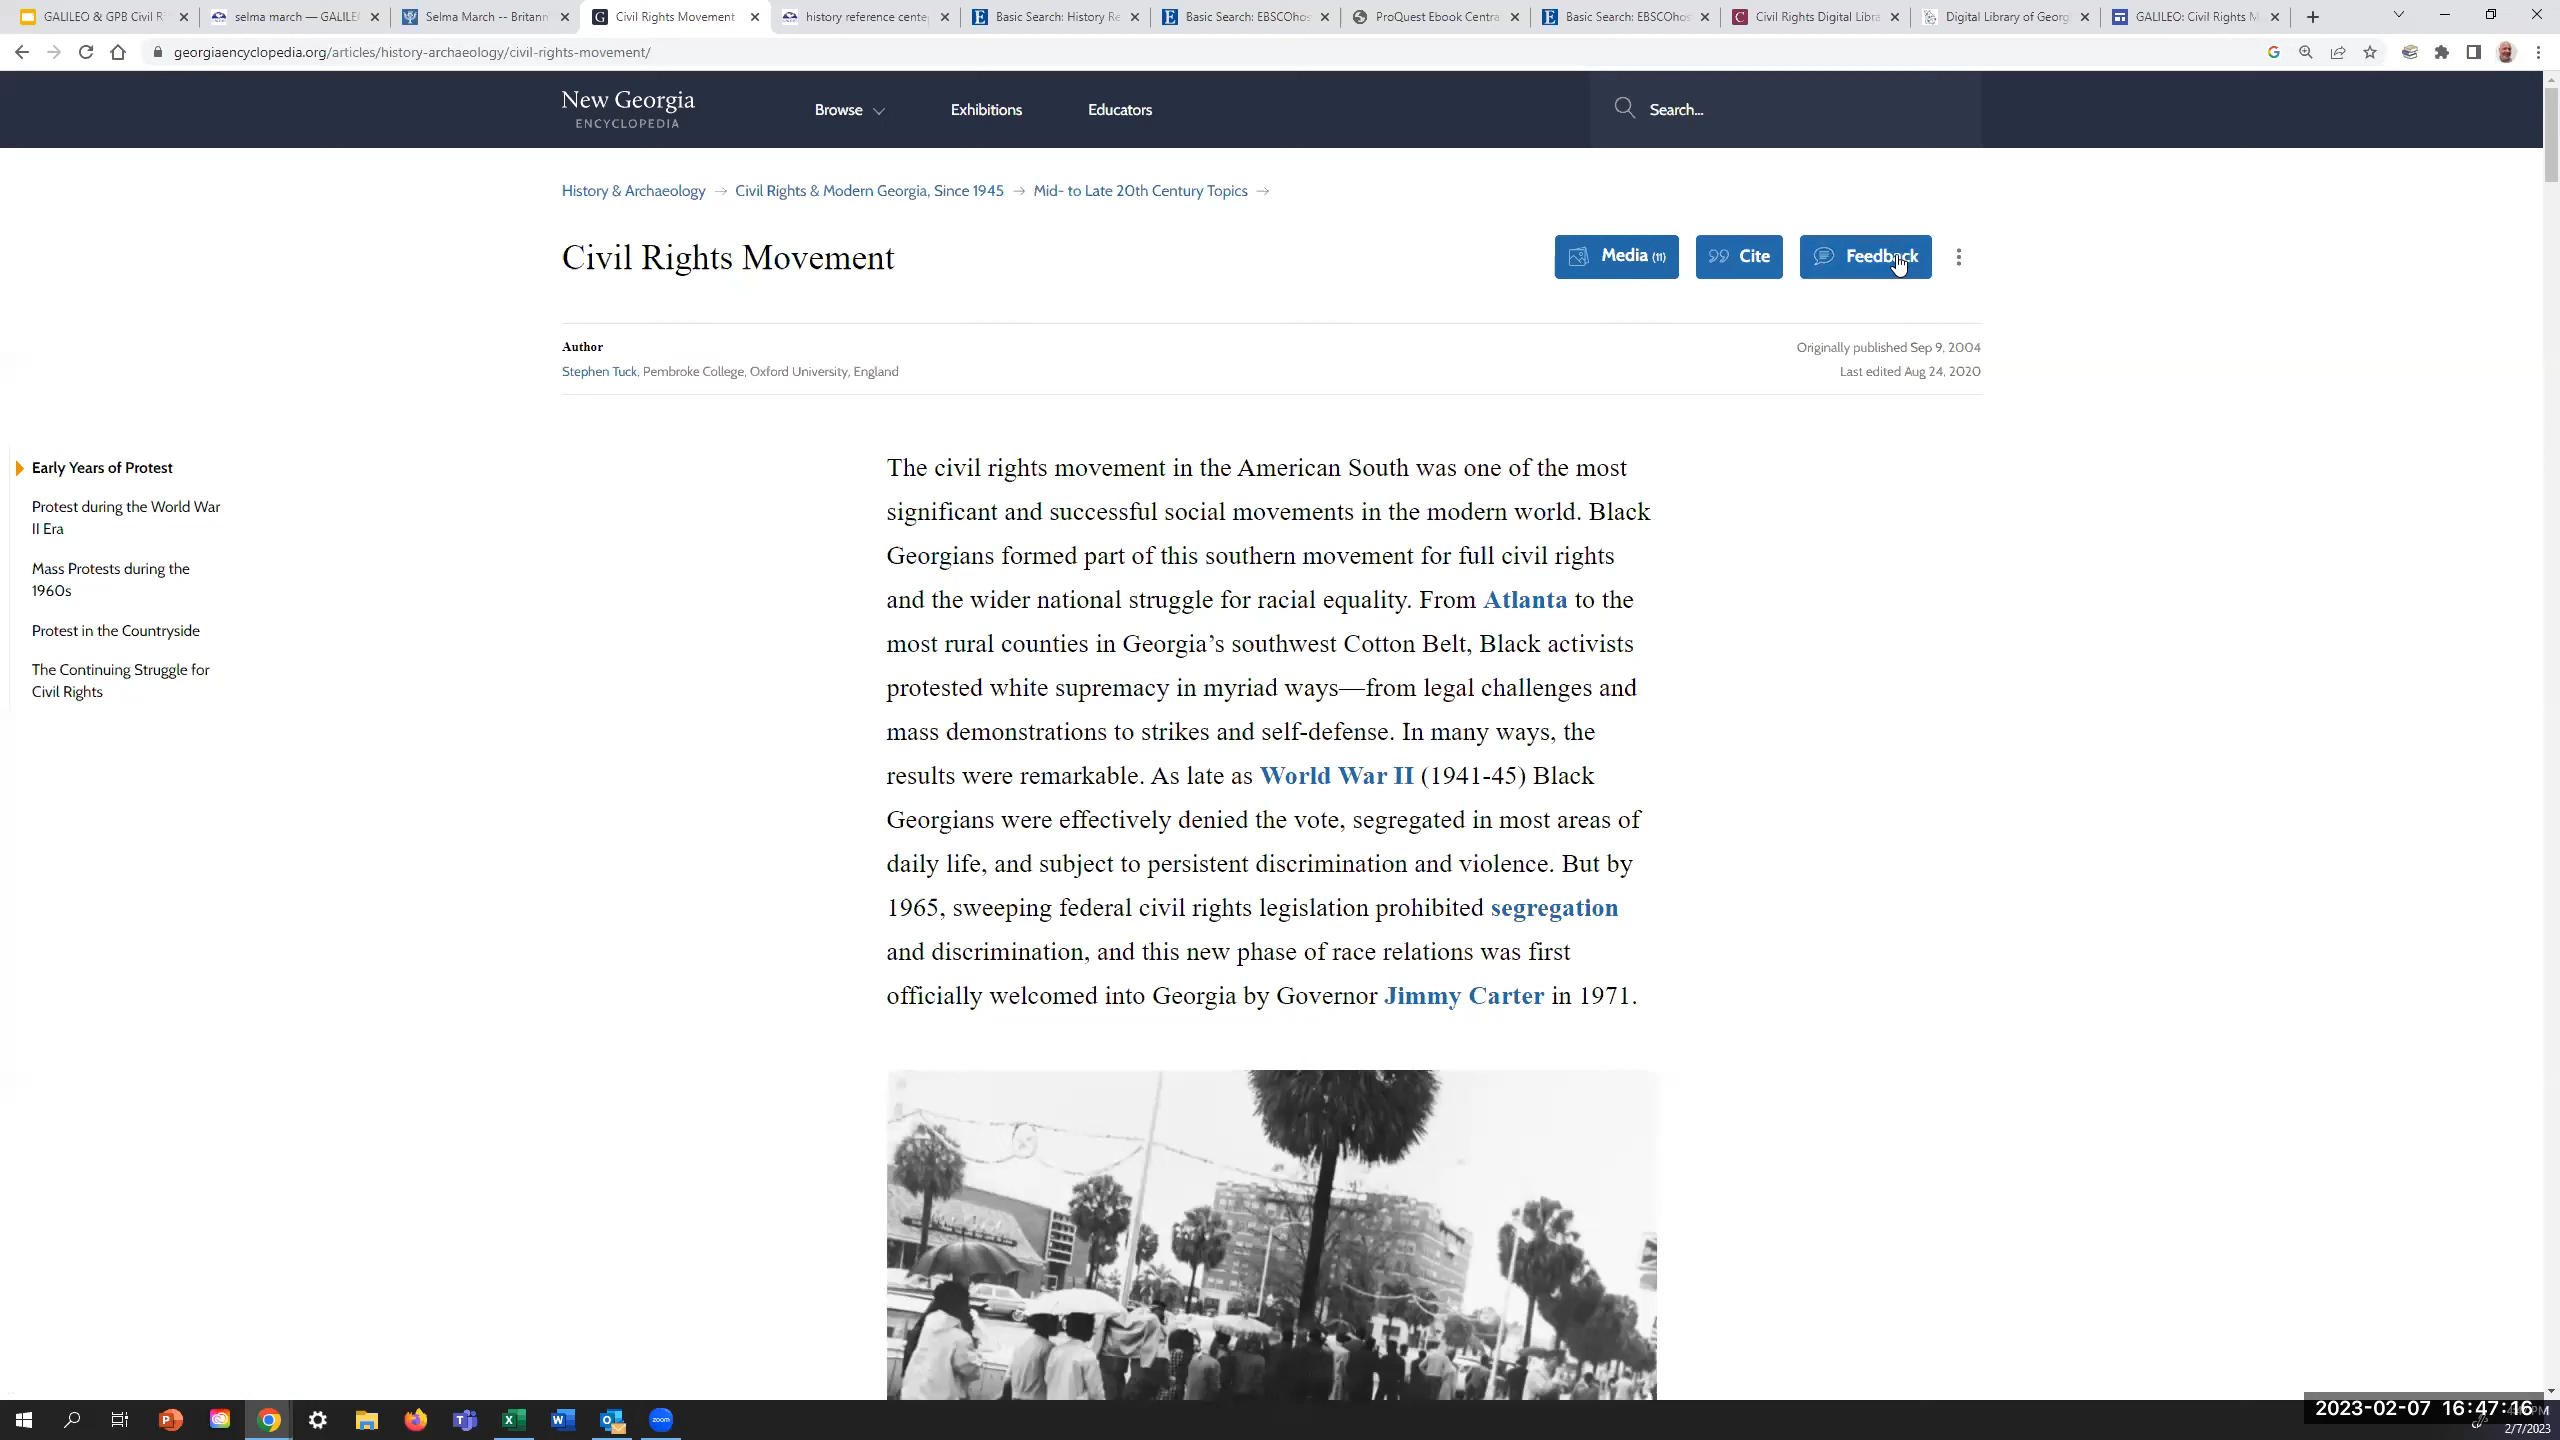 GALILEO & GPB Civil R
selma march — GALILE
Selma March -- Britann
Civil Rights Movement
history reference cente
Basic Search: History Re
Basic Search: EBSCOhos
ProQuest Ebook Centra
Basic Search: EBSCOhos
Civil Rights Digital Libra
Digital Library of Georg
GALILEO: Civil Rights M
georgiaencyclopedia.org/articles/history-archaeology/civil-rights-movement/
New Georgia
ENCYCLOPEDIA
Browse
Exhibitions
Educators
Search...
History & Archaeology → Civil Rights & Modern Georgia, Since 1945 → Mid- to Late 20th Century Topics →
Civil Rights Movement
Media (11)
Cite
Feedback
Author
Stephen Tuck, Pembroke College, Oxford University, England
Originally published Sep 9, 2004
Last edited Aug 24, 2020
Early Years of Protest
Protest during the World War
II Era
Mass Protests during the
1960s
Protest in the Countryside
The Continuing Struggle for
Civil Rights
The civil rights movement in the American South was one of the most
significant and successful social movements in the modern world. Black
Georgians formed part of this southern movement for full civil rights
and the wider national struggle for racial equality. From Atlanta to the
most rural counties in Georgia’s southwest Cotton Belt, Black activists
protested white supremacy in myriad ways—from legal challenges and
mass demonstrations to strikes and self-defense. In many ways, the
results were remarkable. As late as World War II (1941-45) Black
Georgians were effectively denied the vote, segregated in most areas of
daily life, and subject to persistent discrimination and violence. But by
1965, sweeping federal civil rights legislation prohibited segregation
and discrimination, and this new phase of race relations was first
officially welcomed into Georgia by Governor Jimmy Carter in 1971.
zoom
2023-02-07 16:47:16
2/7/2023